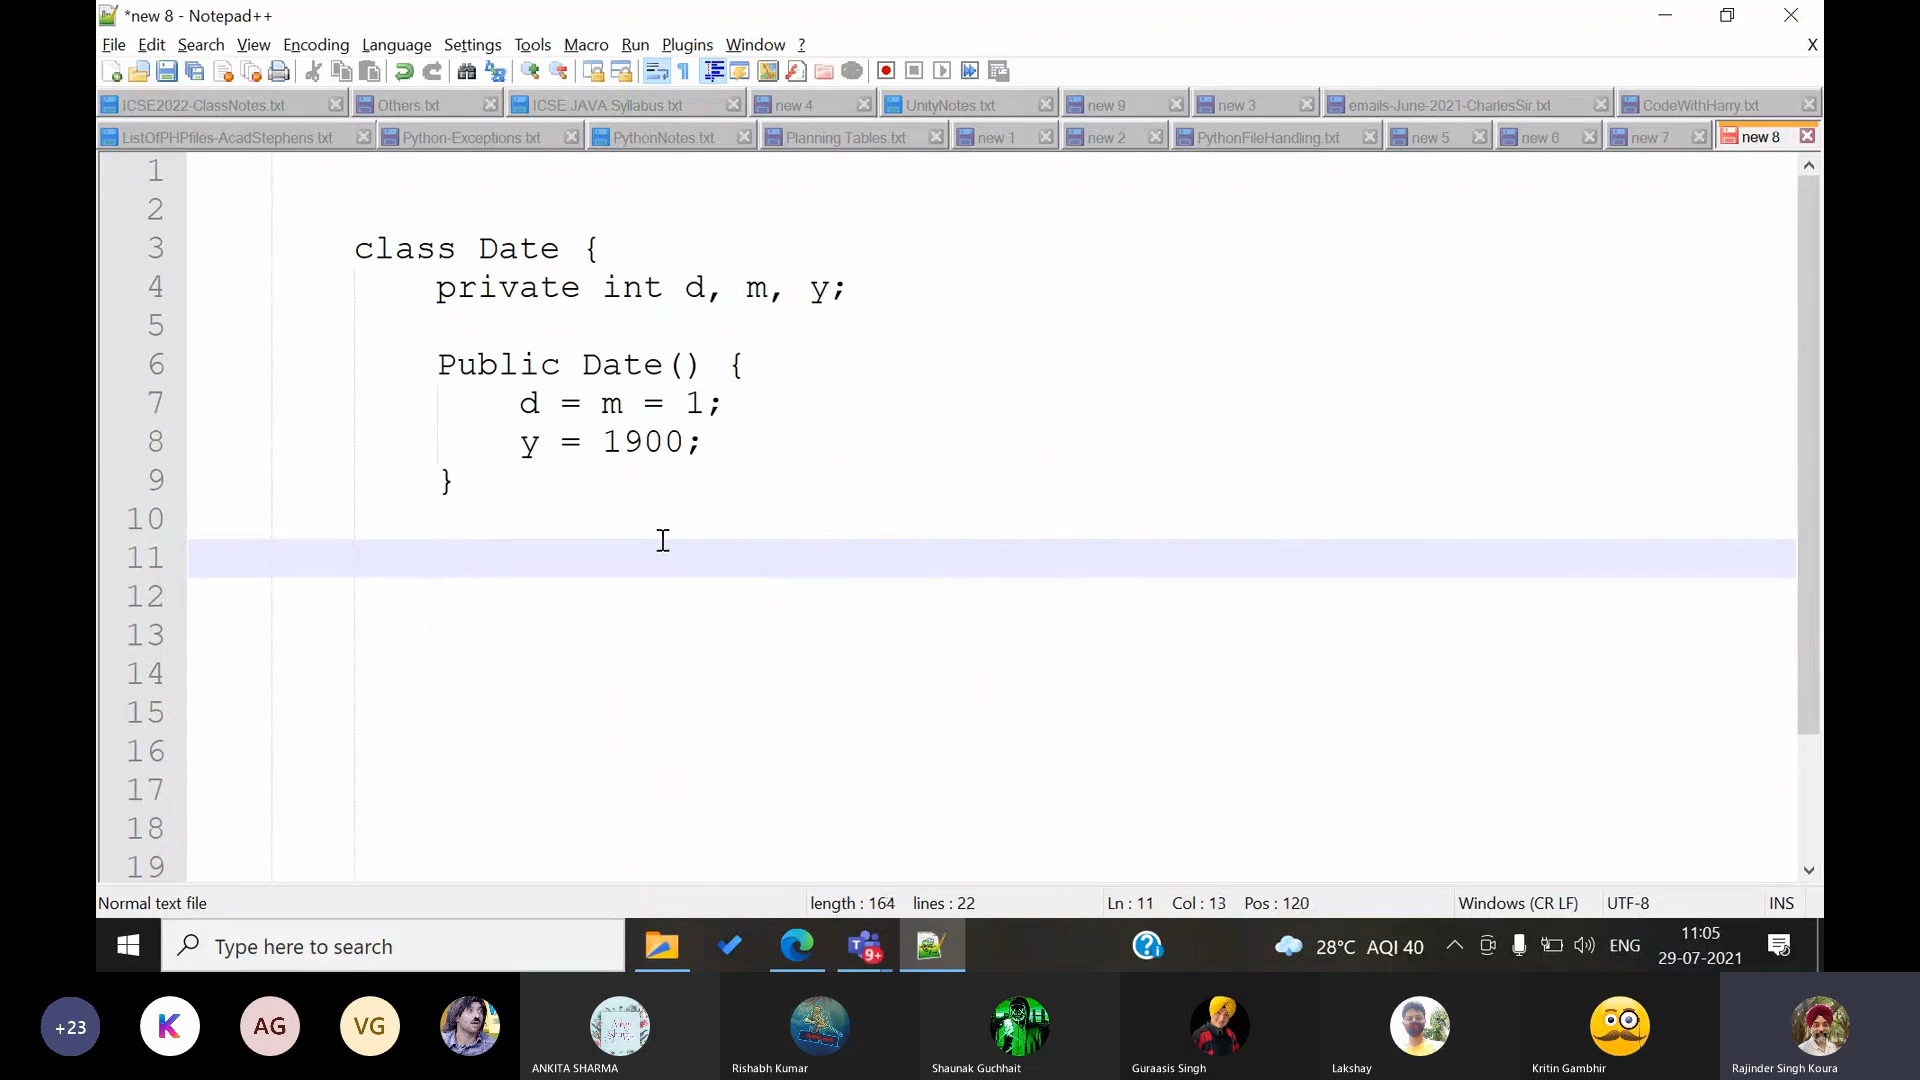 *new 8 - Notepad++
File Edit Search View Encoding Language Settings Tools Macro Run Plugins Window ? X
ICSE2022-ClassNotes.txt Others.txt ICSE JAVA Syllabus.txt new 4 UnityNotes.txt new 9 new 3 emails-June-2021-CharlesSir.txt CodeWithHarry.txt
ListOfPHPfiles-AcadStephens.txt Python-Exceptions.txt PythonNotes.txt Planning Tables.txt new 1 new 2 PythonFileHandling.txt new 5 new 6 new 7 new 8
1
2
3 class Date {
4 private int d, m, y;
5
6 Public Date() {
7 d = m = 1;
8 y = 1900;
9 }
10
11
12
13
14
15
16
17
18
19
Normal text file length : 164 lines : 22 Ln : 11 Col : 13 Pos : 120 Windows (CR LF) UTF-8 INS
Type here to search 9+ 28°C AQI 40 ENG 11:05
29-07-2021
+23 K AG VG
ANKITA SHARMA Rishabh Kumar Shaunak Guchhait Guraasis Singh Lakshay Kritin Gambhir Rajinder Singh Koura